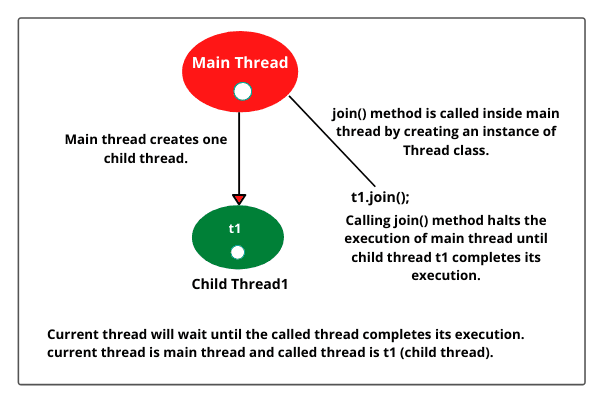 Main Thread
join() method is called inside main
thread by creating an instance of
Thread class.
Main thread creates one
child thread.
t1.join();
t1
Calling join() method halts the
execution of main thread until
child thread t1 completes its
execution.
Child Thread1
Current thread will wait until the called thread completes its execution.
current thread is main thread and called thread is t1 (child thread).